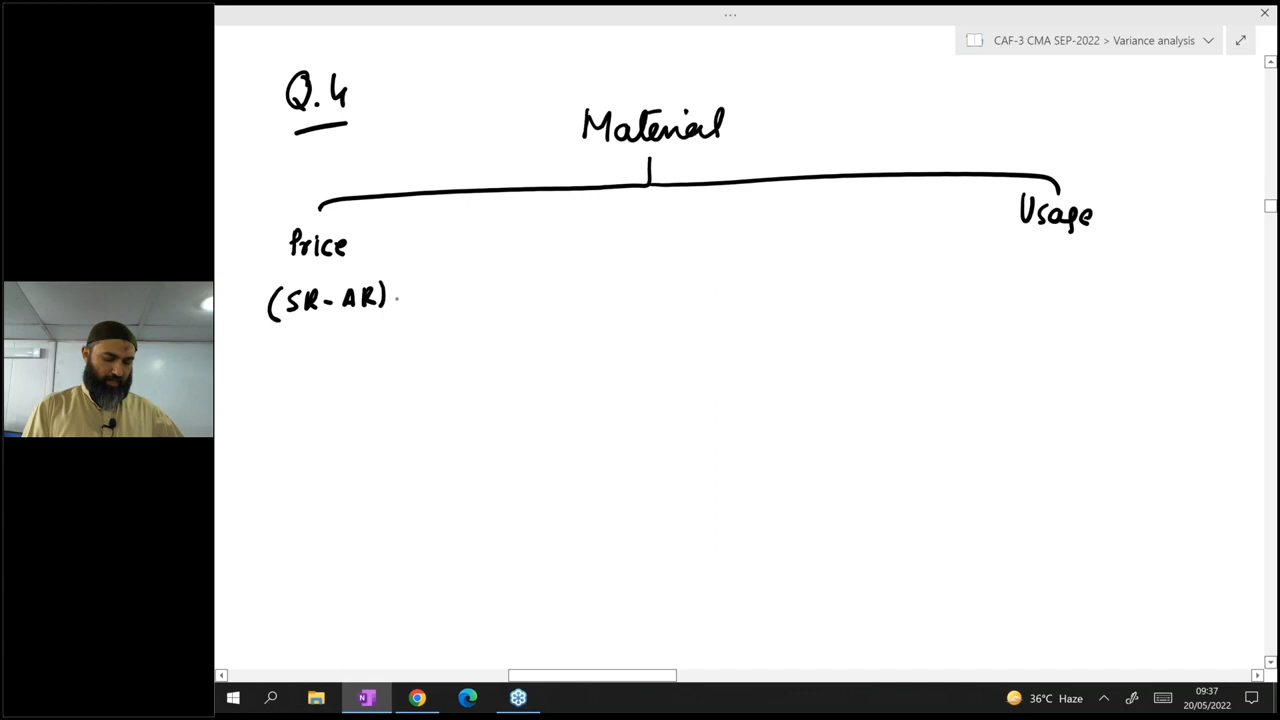 CAF-3 CMA SEP-2022 > Variance analysis
Q.4
Material
Price
Usage
(SR - AR)
36°C Haze
09:37
20/05/2022